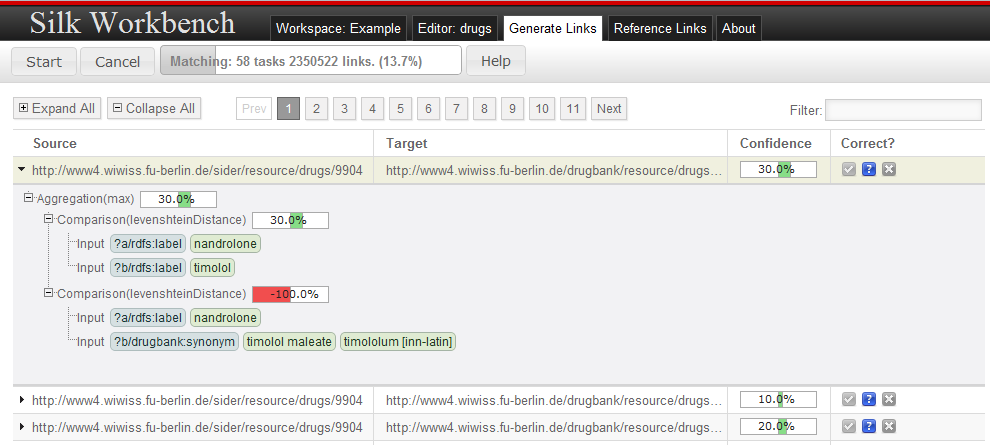 Silk Workbench Workspace: Example Editor: drugs Generate Links Reference Links About
Start Cancel Matching: 58 tasks 2350522 links. (13.7%) Help
Expand All Collapse All Prev 1 2 3 4 5 6 7 8 9 10 11 Next Filter:
Source Target Confidence Correct?
http://www4.wiwiss.fu-berlin.de/sider/resource/drugs/9904 http://www4.wiwiss.fu-berlin.de/drugbank/resource/drugs... 30.0% ?
Aggregation(max) 30.0%
Comparison(levenshteinDistance) 30.0%
Input ?a/rdfs:label nandrolone
Input ?b/rdfs:label timolol
Comparison(levenshteinDistance) -100.0%
Input ?a/rdfs:label nandrolone
Input ?b/drugbank:synonym timolol maleate timololum [inn-latin]
http://www4.wiwiss.fu-berlin.de/sider/resource/drugs/9904 http://www4.wiwiss.fu-berlin.de/drugbank/resource/drugs... 10.0% ?
http://www4.wiwiss.fu-berlin.de/sider/resource/drugs/9904 http://www4.wiwiss.fu-berlin.de/drugbank/resource/drugs... 20.0% ?